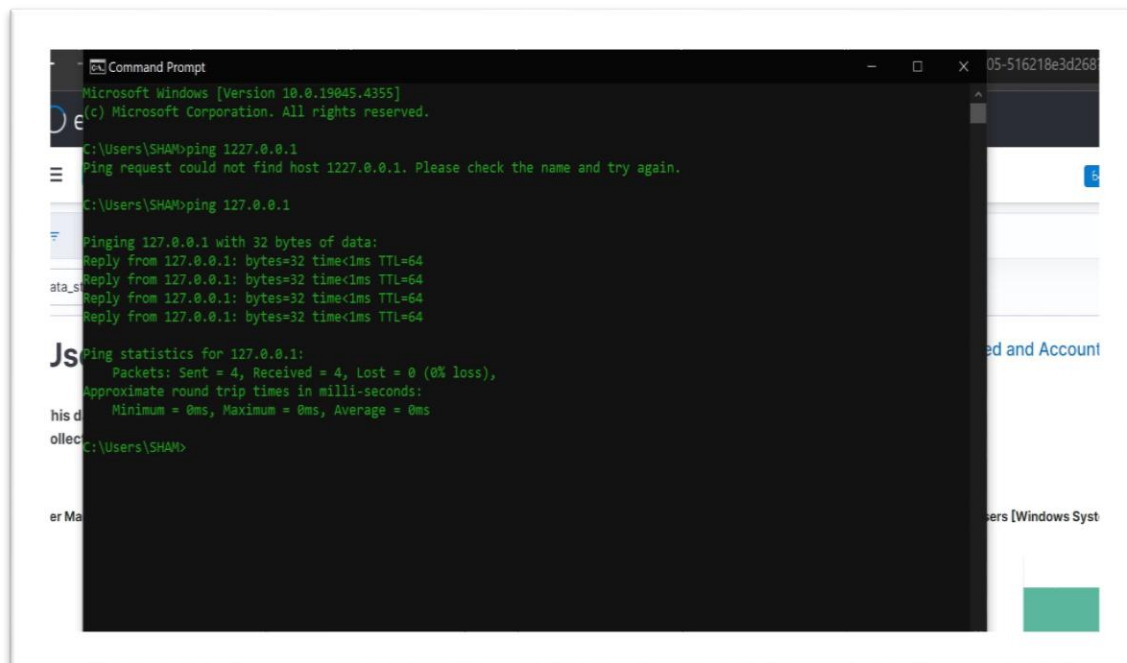 Command Prompt
05-516218e3d268
Microsoft Windows [Version 10.0.19045.4355]
(c) Microsoft Corporation. All rights reserved.
e
C:\Users\SHAM>ping 1227.0.0.1
Ping request could not find host 1227.0.0.1. Please check the name and try again.
C:\Users\SHAM>ping 127.0.0.1
Pinging 127.0.0.1 with 32 bytes of data:
Reply from 127.0.0.1: bytes=32 time<1ms TTL=64
Reply from 127.0.0.1: bytes=32 time<1ms TTL=64
ata_st
Reply from 127.0.0.1: bytes=32 time<1ms TTL=64
Reply from 127.0.0.1: bytes=32 time<1ms TTL=64
Use
Ping statistics for 127.0.0.1:
ed and Account
Packets: Sent = 4, Received = 4, Lost = 0 (0% loss),
Approximate round trip times in milli-seconds:
Minimum = 0ms, Maximum = 0ms, Average = 0ms
his d
ollec
C:\Users\SHAM>
er Ma
sers [Windows Syst